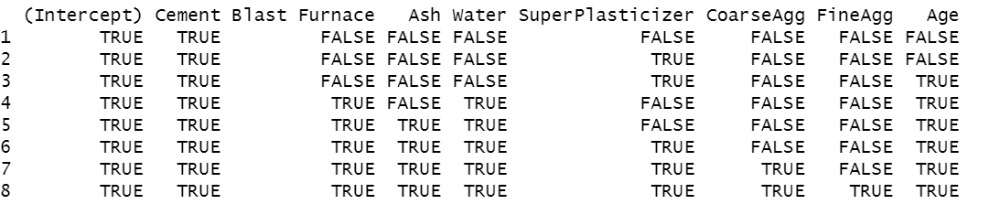 (Intercept) Cement Blast Furnace Ash Water SuperPlasticizer CoarseAgg FineAgg Age
1 TRUE TRUE FALSE FALSE FALSE FALSE FALSE FALSE FALSE
2 TRUE TRUE FALSE FALSE FALSE TRUE FALSE FALSE FALSE
3 TRUE TRUE FALSE FALSE FALSE TRUE FALSE FALSE TRUE
4 TRUE TRUE TRUE FALSE TRUE FALSE FALSE FALSE TRUE
5 TRUE TRUE TRUE TRUE TRUE FALSE FALSE FALSE TRUE
6 TRUE TRUE TRUE TRUE TRUE TRUE FALSE FALSE TRUE
7 TRUE TRUE TRUE TRUE TRUE TRUE TRUE FALSE TRUE
8 TRUE TRUE TRUE TRUE TRUE TRUE TRUE TRUE TRUE